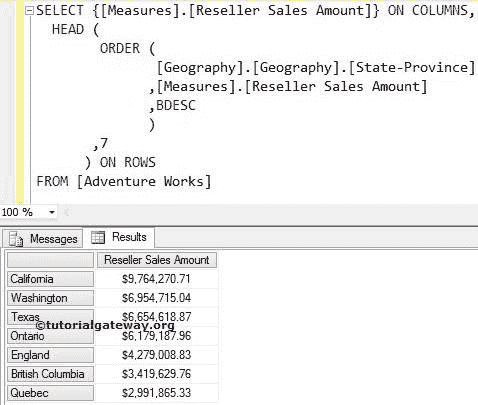 SELECT {[Measures].[Reseller Sales Amount]} ON COLUMNS,
HEAD (
ORDER (
[Geography].[Geography].[State-Province]
,[Measures].[Reseller Sales Amount]
,BDESC
)
,7
) ON ROWS
FROM [Adventure Works]
100 %
Messages Results
Reseller Sales Amount
California $9,764,270.71
Washington $6,954,715.04
Texas $6,654,618.87
©tutorialgateway.org
Ontario $6,179,187.96
England $4,279,008.83
British Columbia $3,419,629.76
Quebec $2,991,865.33